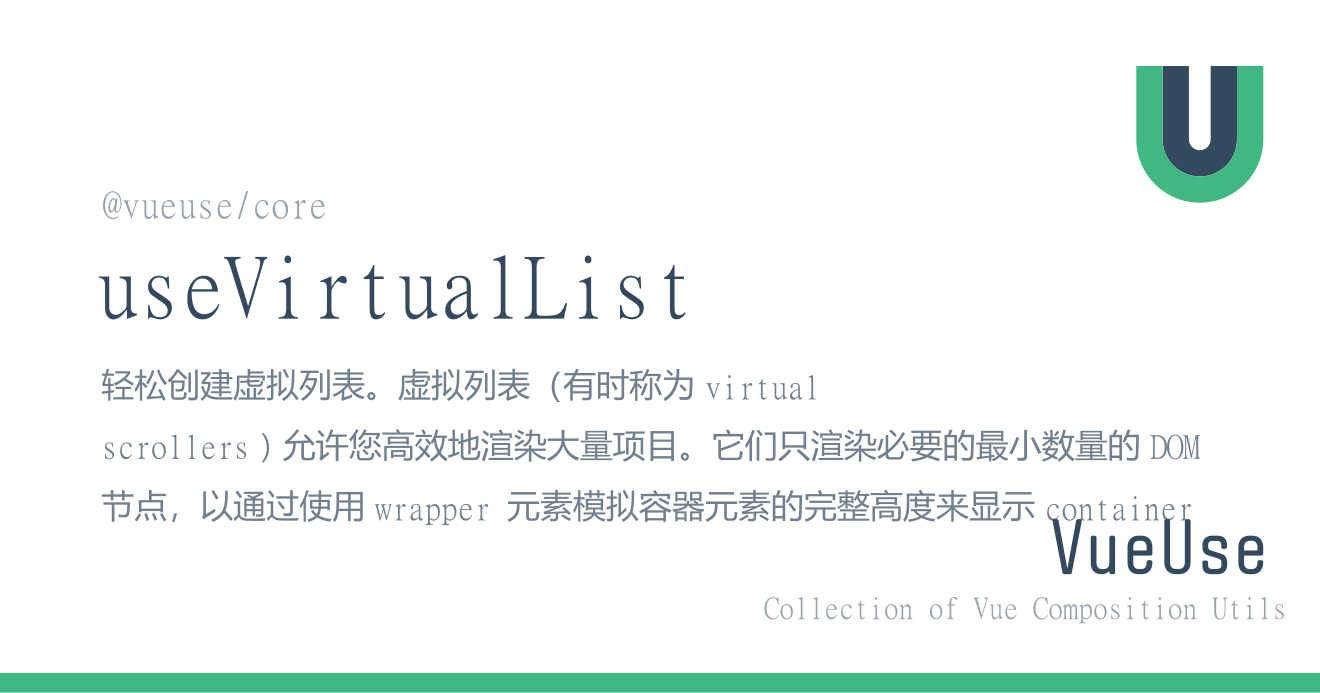 @vueuse/core
useVirtualList
轻松创建虚拟列表。虚拟列表（有时称为 virtual
scrollers ) 允许您高效地渲染大量项目。它们只渲染必要的最小数量的 DOM
节点，以通过使用 wrapper 元素模拟容器元素的完整高度来显示 container
VueUse
Collection of Vue Composition Utils